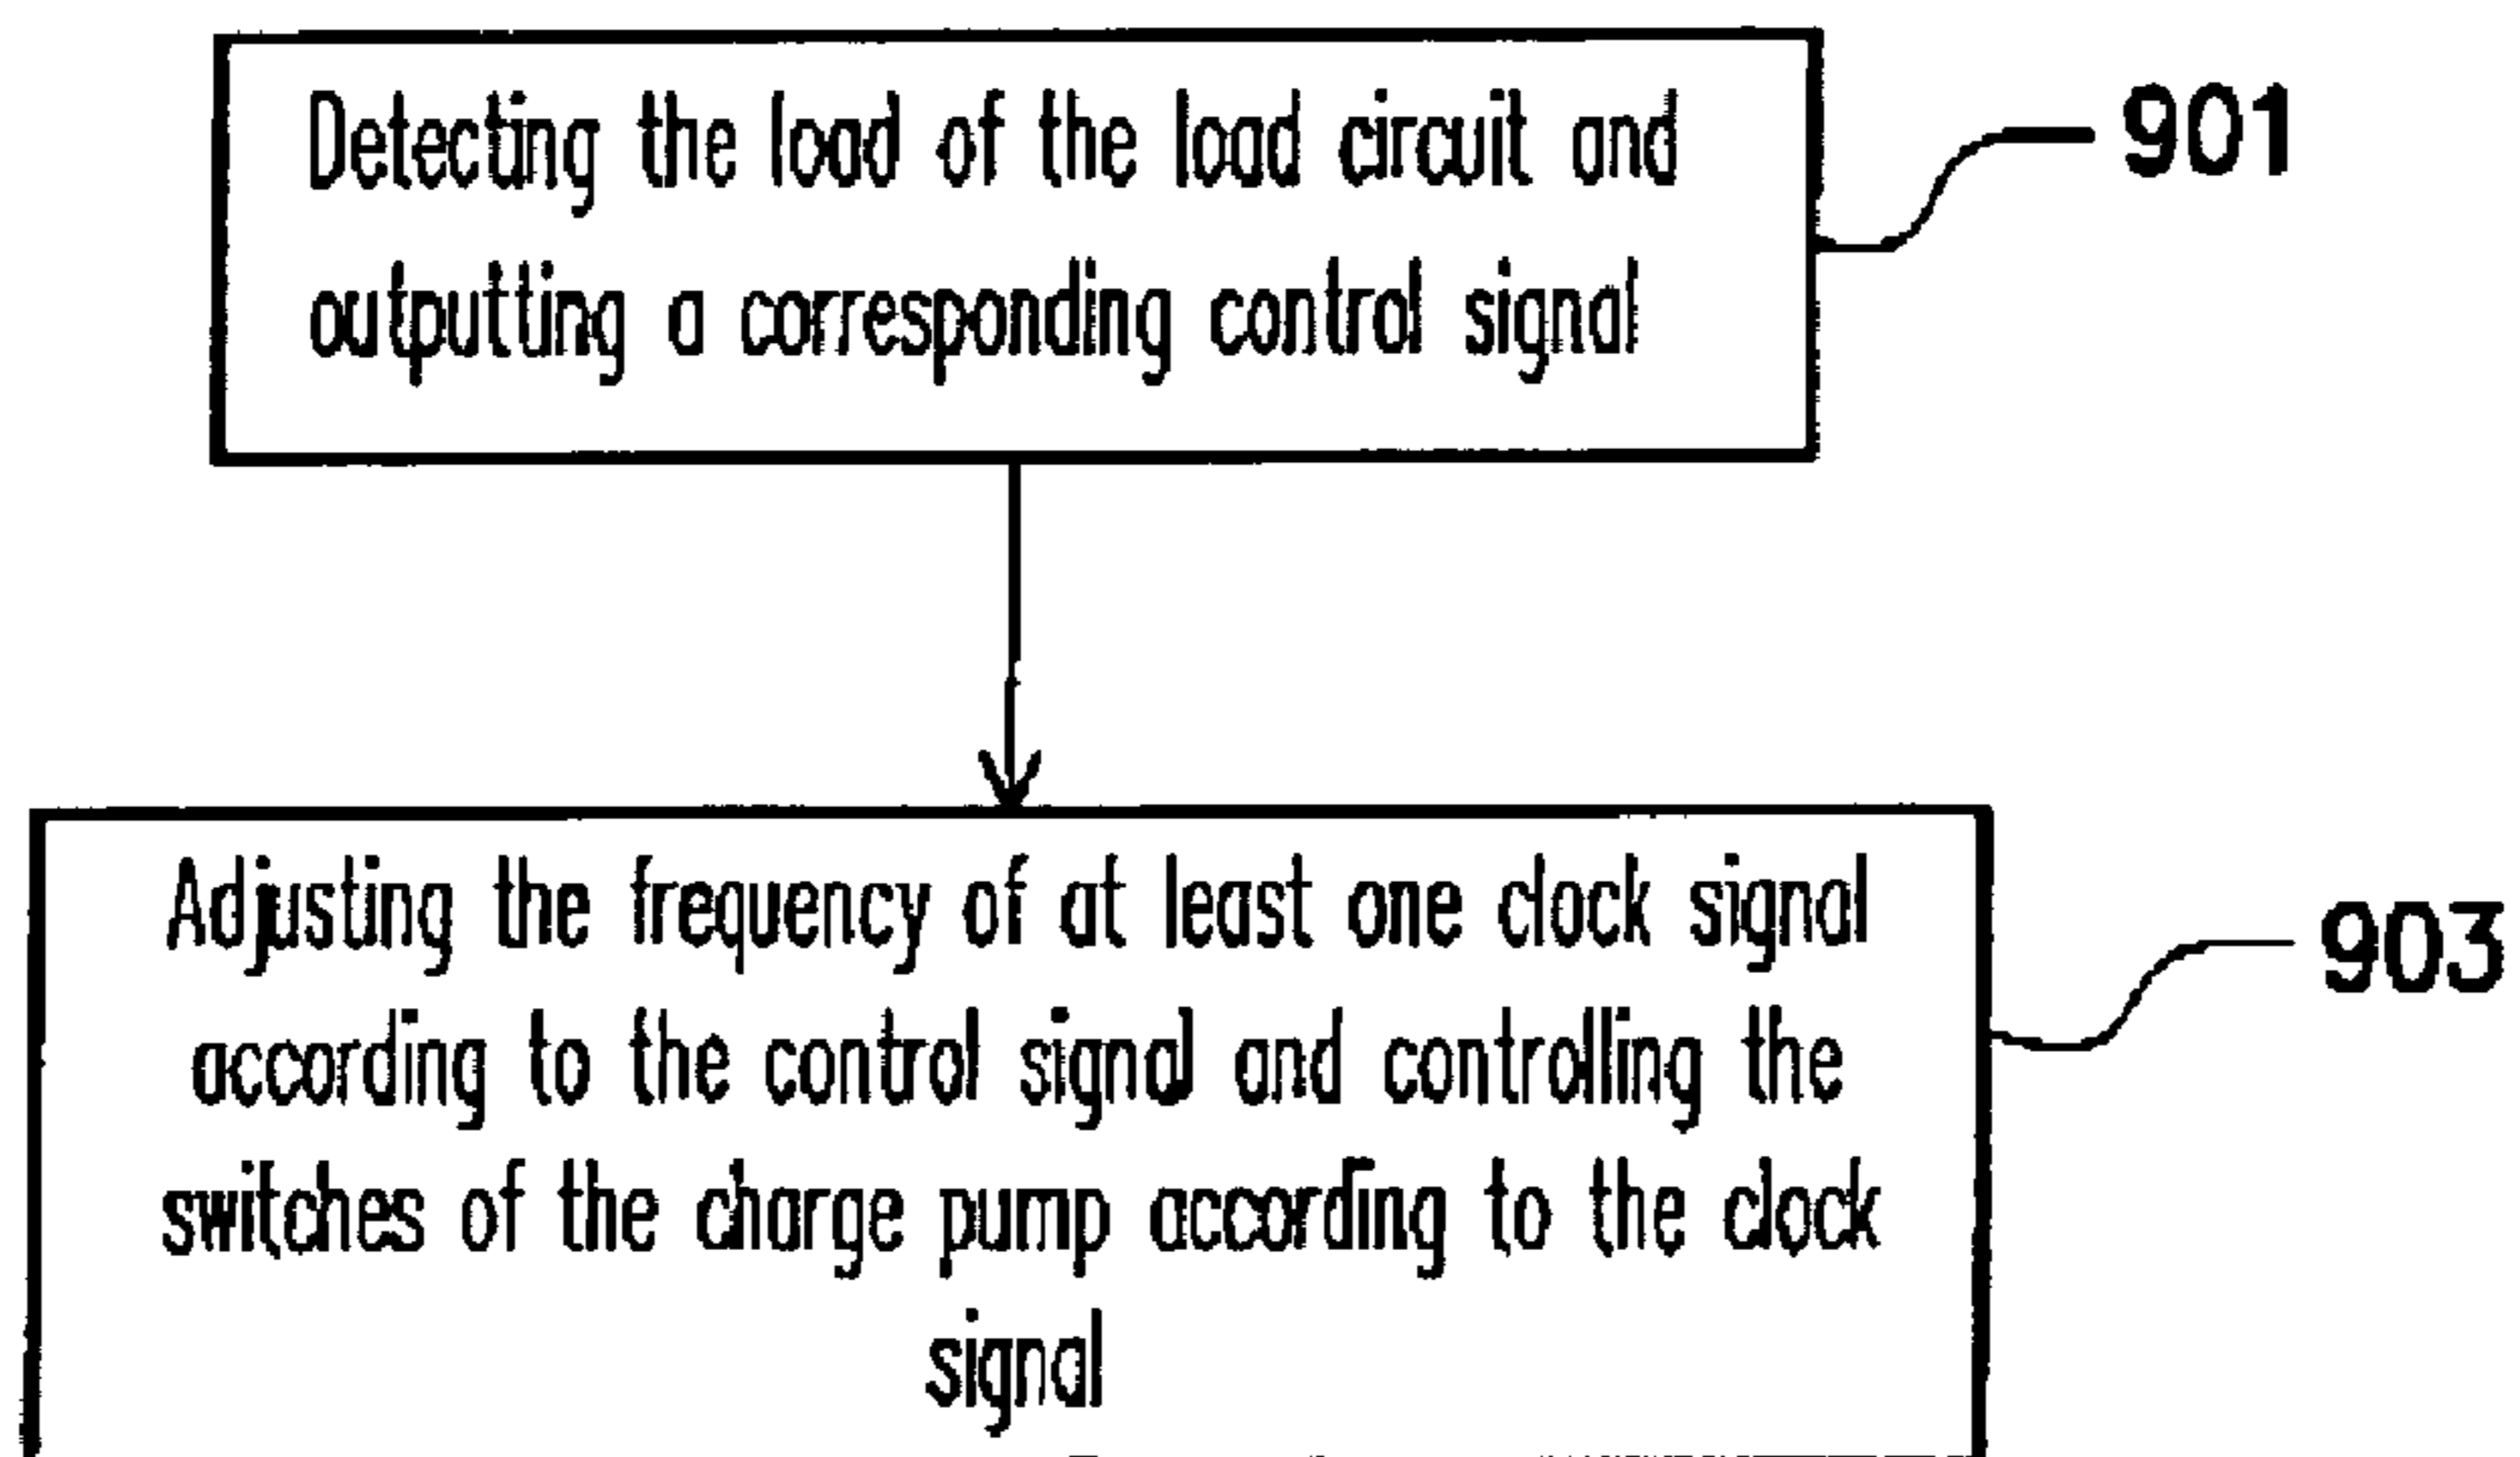 Detecting the load of the load circuit and
outputting a corresponding control signal
901
Adjusting the frequency of at least one clock signal
according to the control signal and controlling the
switches of the charge pump according to the clock
signal
903